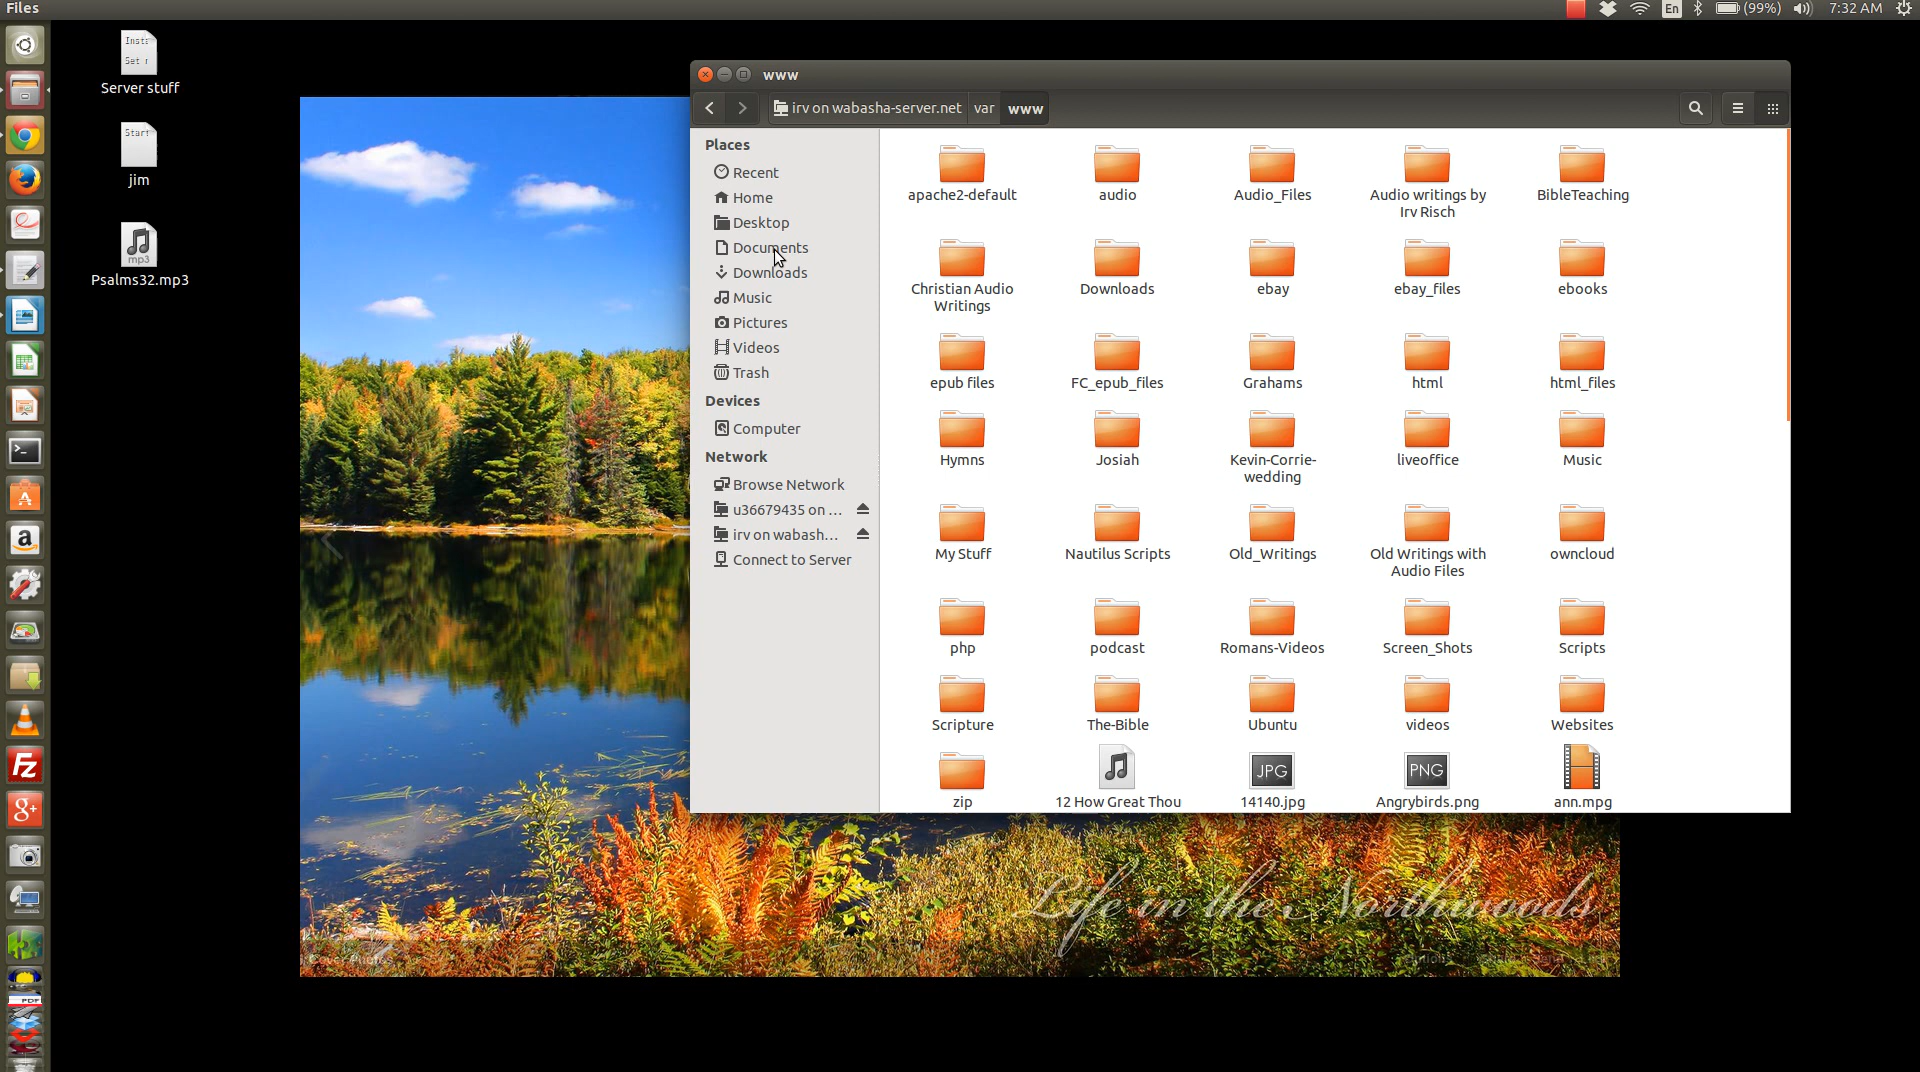 Files
En
(99%)
7:32 AM
Server stuff
jim
Psalms32.mp3
www
irv on wabasha-server.net
var
www
Places
Recent
Home
Desktop
Documents
Downloads
Music
Pictures
Videos
Trash
Devices
Computer
Network
Browse Network
u36679435 on ...
irv on wabash...
Connect to Server
apache2-default
audio
Audio_Files
Audio writings by
Irv Risch
BibleTeaching
Christian Audio
Writings
Downloads
ebay
ebay_files
ebooks
epub files
FC_epub_files
Grahams
html
html_files
Hymns
Josiah
Kevin-Corrie-
wedding
liveoffice
Music
My Stuff
Nautilus Scripts
Old_Writings
Old Writings with
Audio Files
owncloud
php
podcast
Romans-Videos
Screen_Shots
Scripts
Scripture
The-Bible
Ubuntu
videos
Websites
zip
12 How Great Thou
JPG
14140.jpg
PNG
Angrybirds.png
ann.mpg
Life in the Northwoods
Cover Photos
mp3
PDF